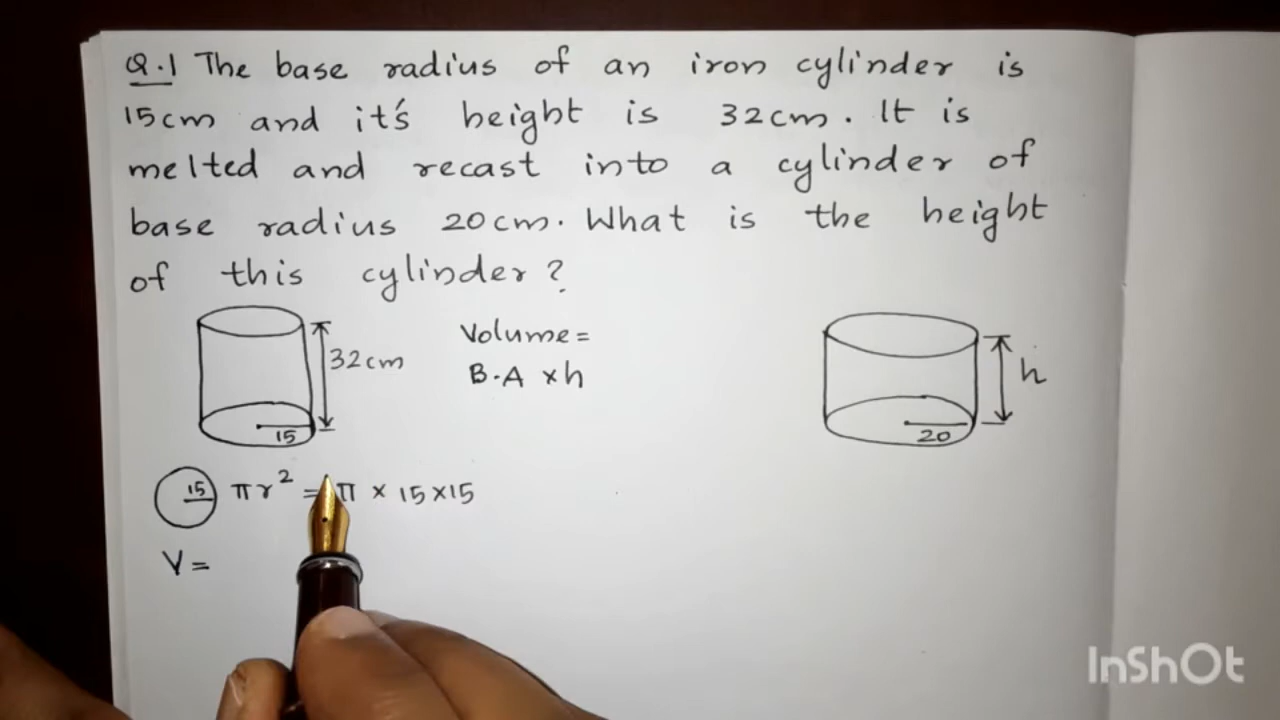 Q.1 The base radius of an iron cylinder is
15cm and it's height is 32cm. It is
melted and recast into a cylinder of
base radius 20cm. What is the height
of this cylinder?
32cm
15
Volume =
B.A × h
h
20
15 πr² = π × 15 × 15
V =
InShOt